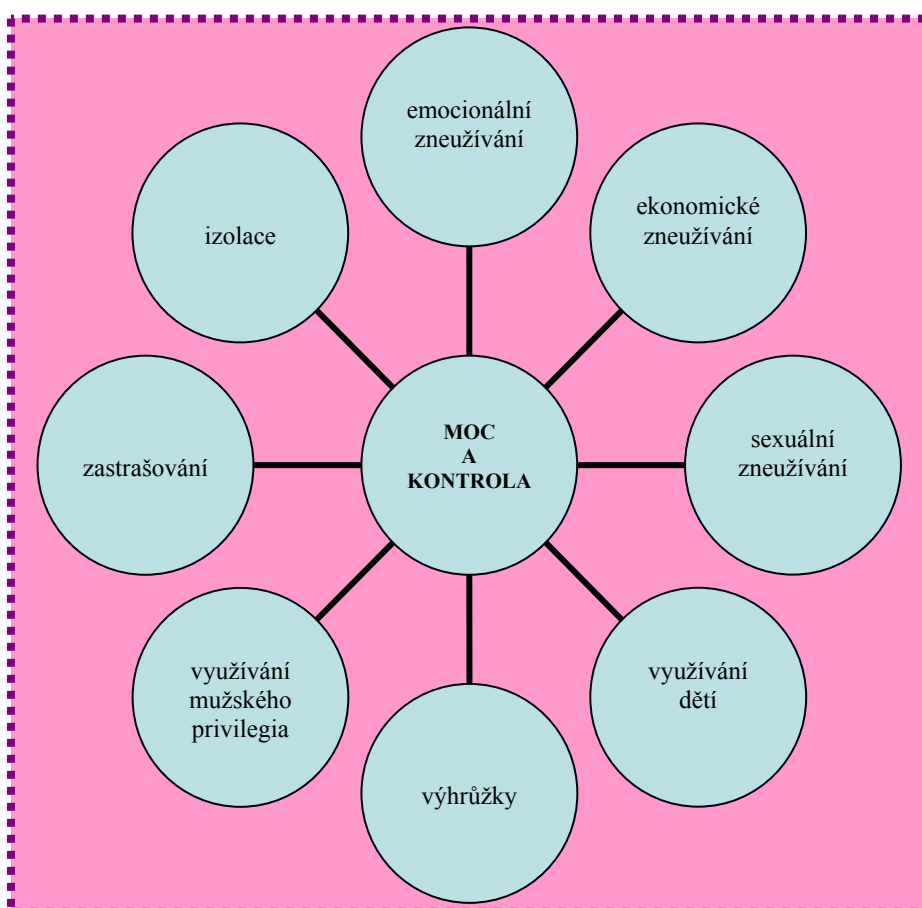 emocionální
zneužívání
ekonomické
zneužívání
izolace
sexuální
zneužívání
MOC
A
KONTROLA
zastrašování
využívání
dětí
využívání
mužského
privilegia
výhrůžky